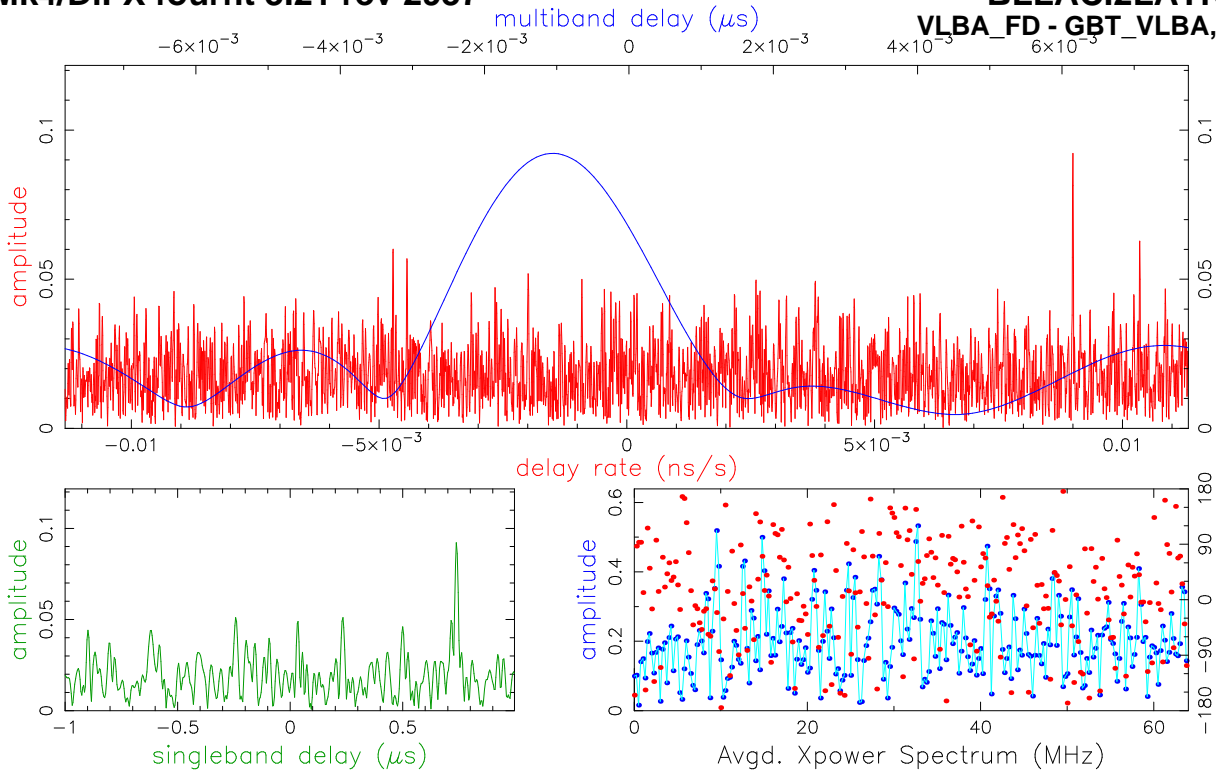 multiband delay (μs)
VLBA_FD - GBT_VLBA,
−6×10−3 −4×10−3 −2×10−3 0 2×10−3 4×10−3 6×10−3
amplitude
0 0.05 0.1
0 0.05 0.1
−0.01 −5×10−3 0 5×10−3 0.01
delay rate (ns/s)
amplitude
0 0.05 0.1
−1 −0.5 0 0.5
singleband delay (μs)
amplitude
0 0.2 0.4 0.6
−180 −90 0 90 180
0 20 40 60
Avgd. Xpower Spectrum (MHz)